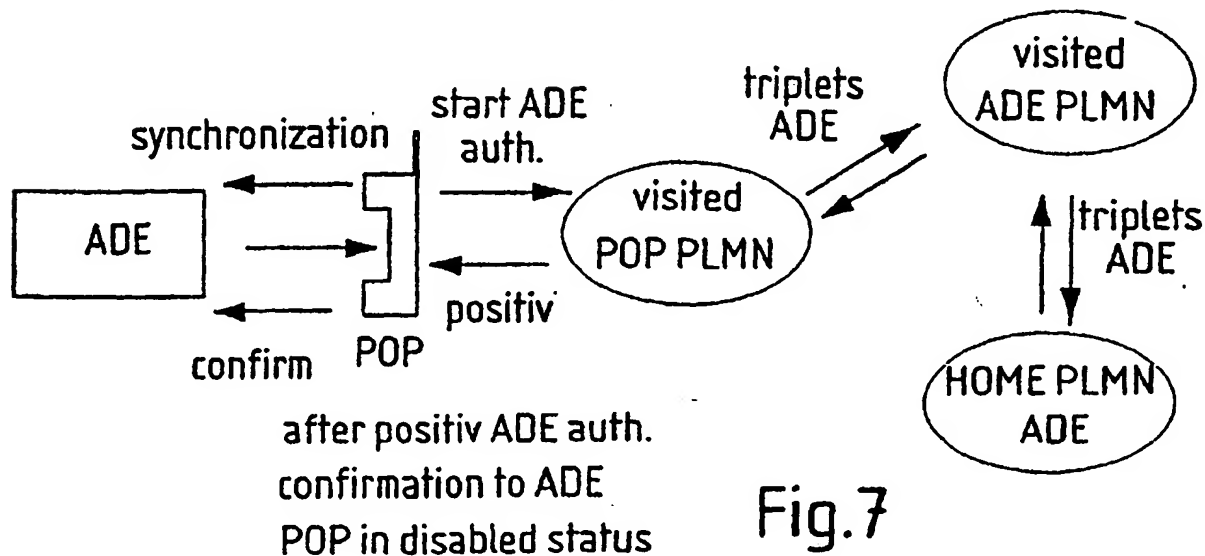 visited
ADE PLMN
triplets
ADE
start ADE
auth.
synchronization
visited
POP PLMN
ADE
triplets
ADE
positiv
POP
confirm
HOME PLMN
ADE
after positiv ADE auth.
confirmation to ADE
POP in disabled status
Fig.7